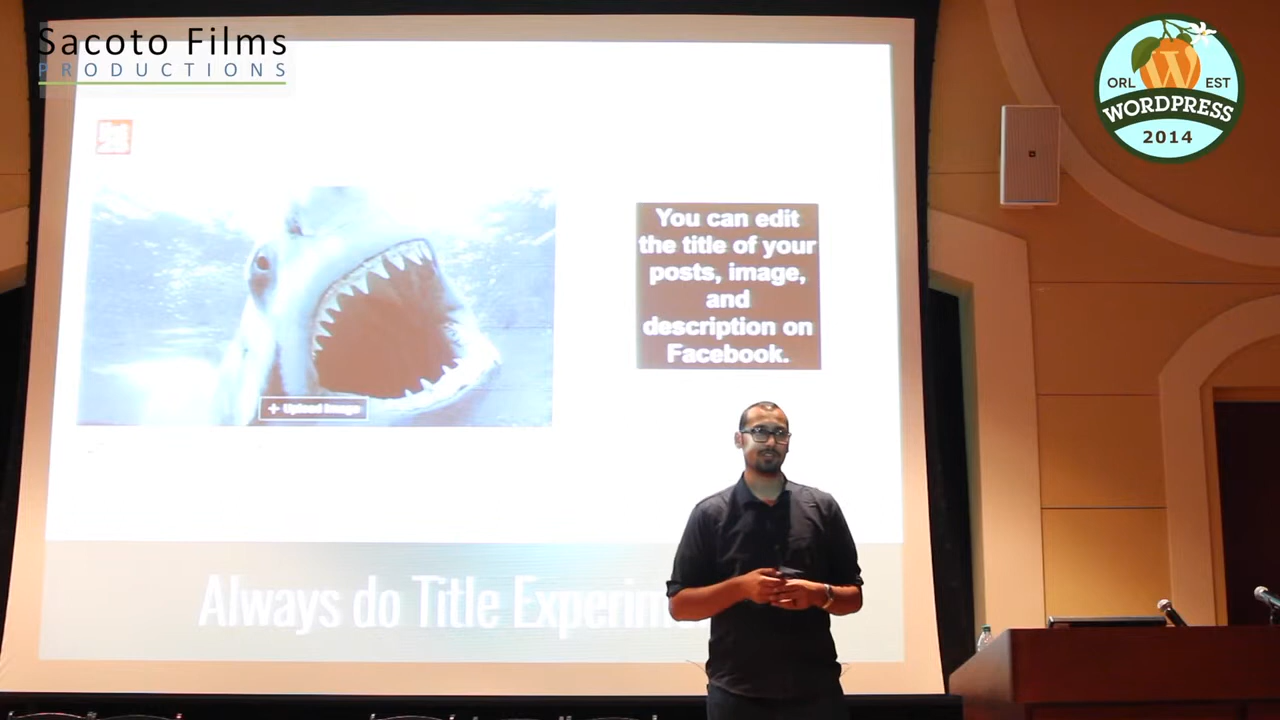 Sacoto Films
PRODUCTIONS
ORL EST
WORDPRESS
2014
You can edit
the title of your
posts, image,
and
description on
Facebook.
+ Upload Image
Always do Title